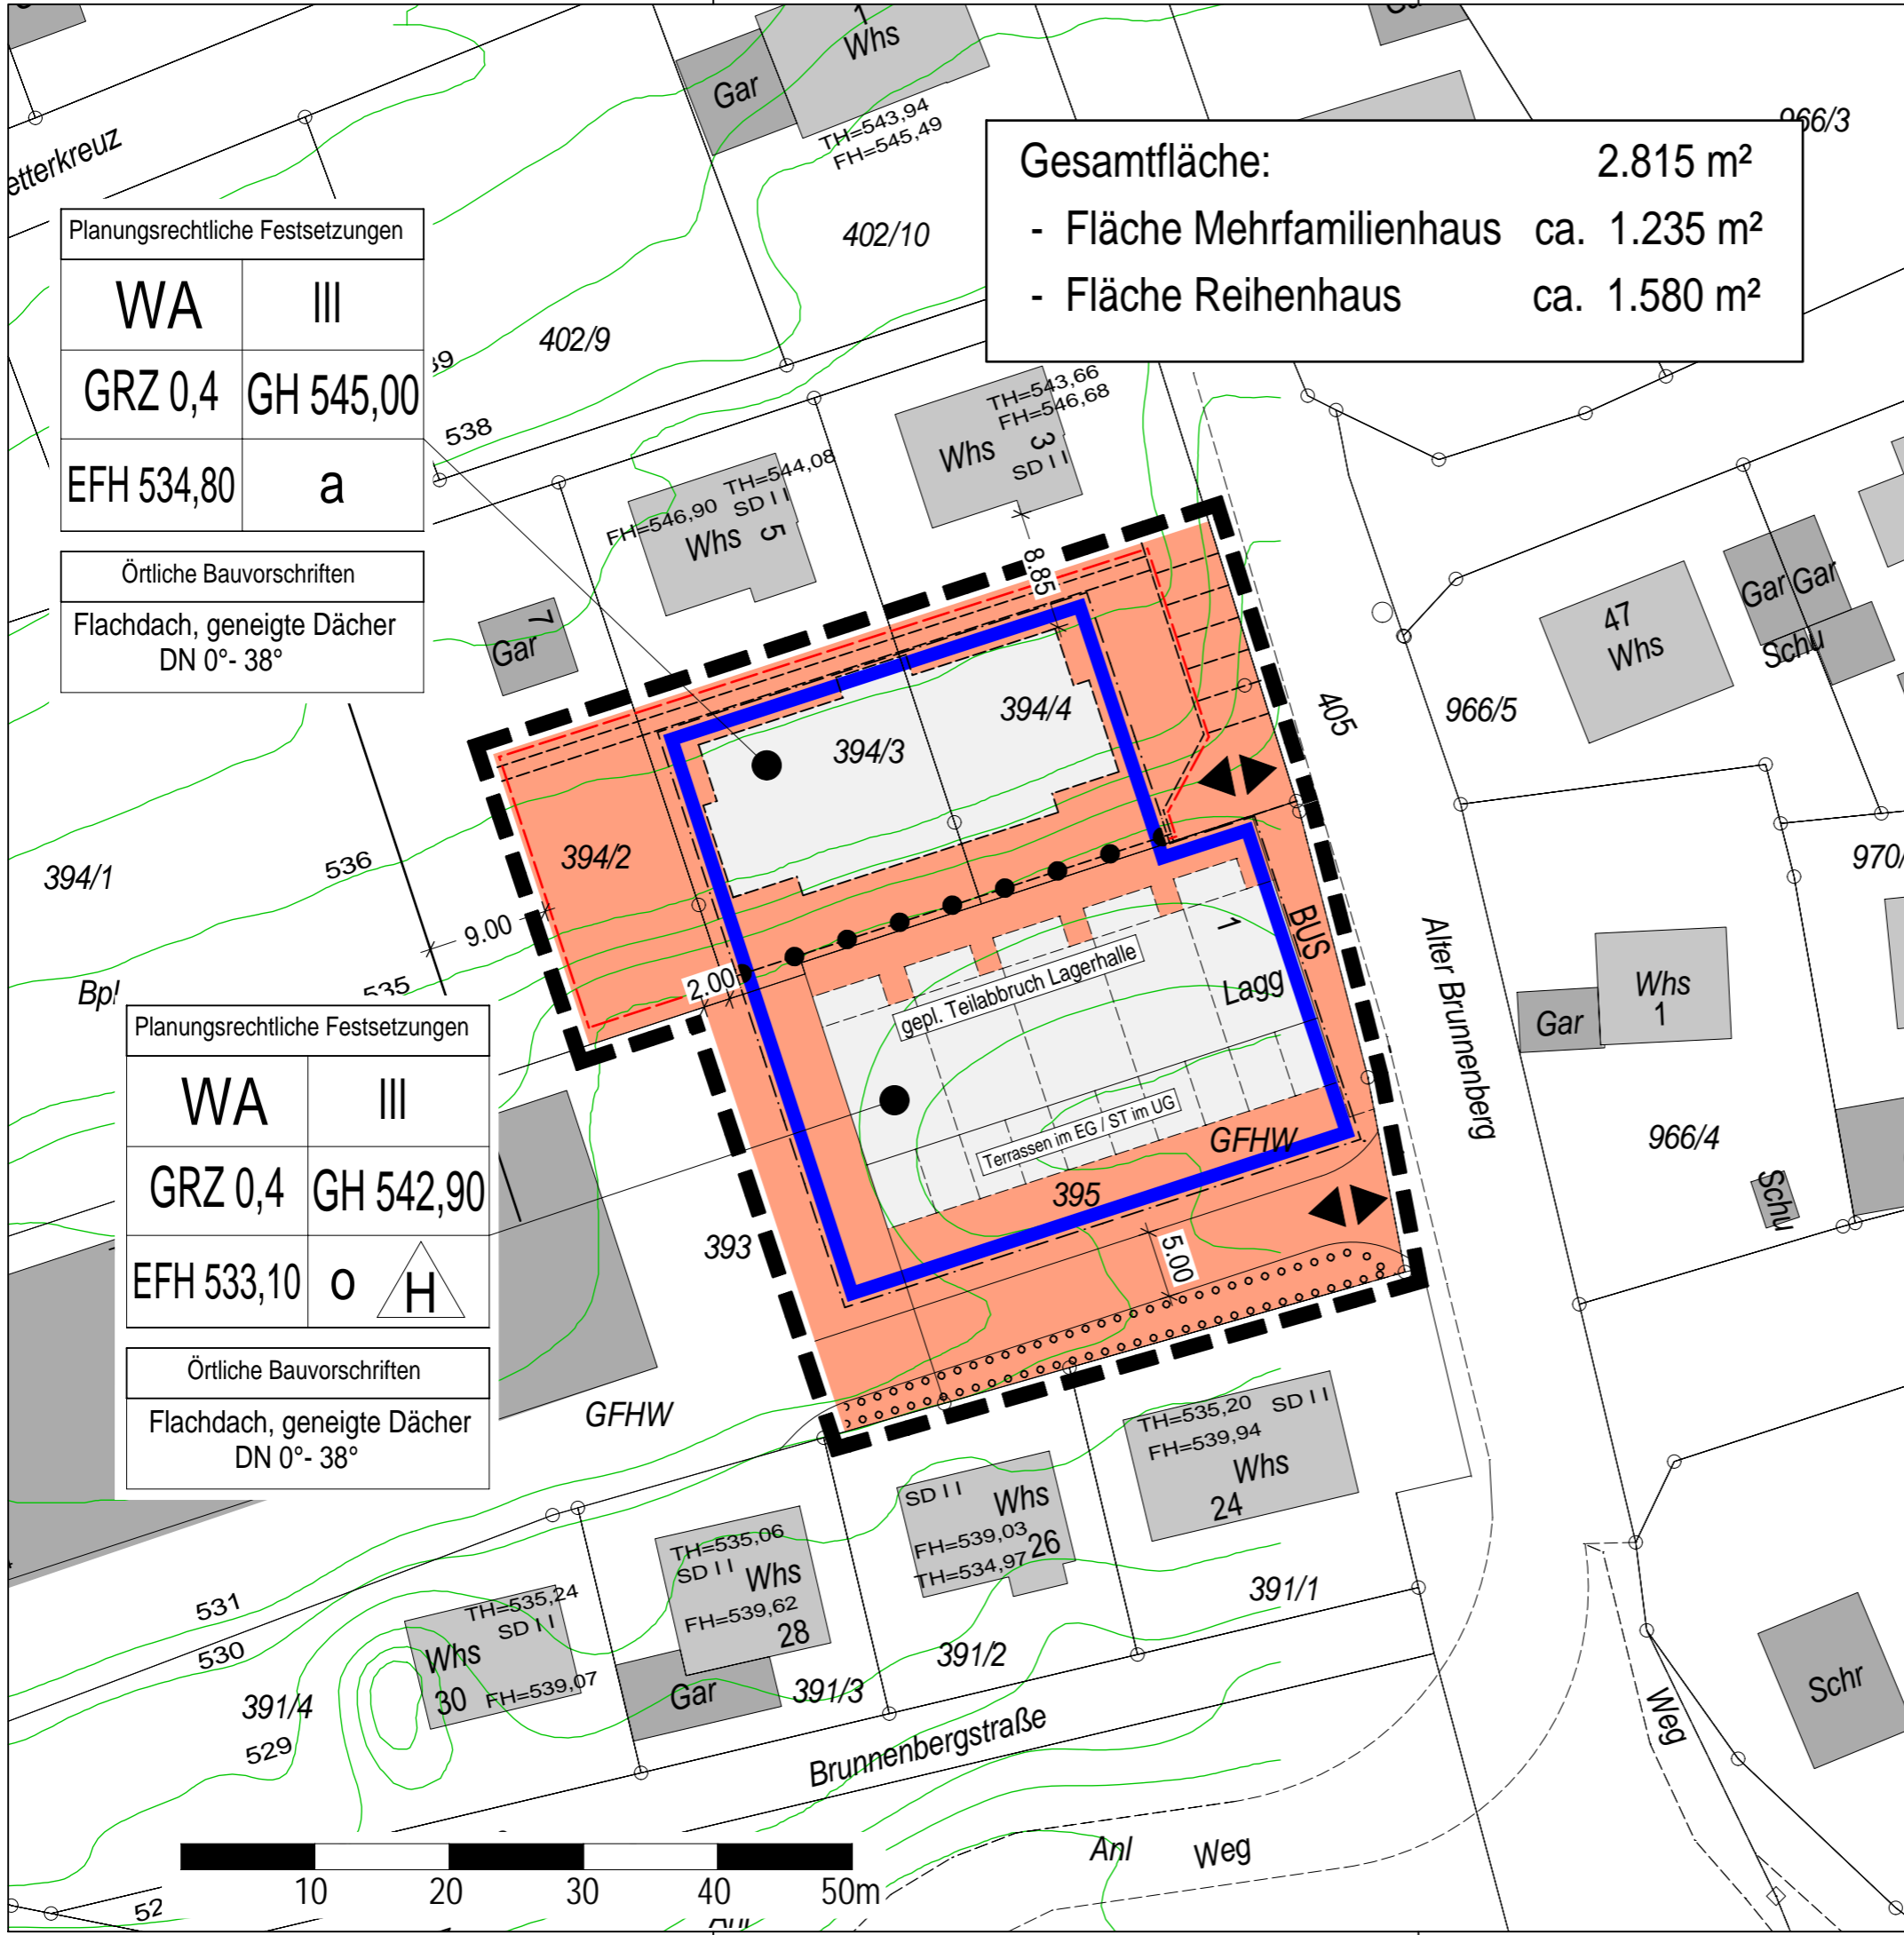 etterkreuz
Gar
1
Whs
TH=543,94
FH=545,49
402/10
402/9
966/3
Gesamtfläche: 2.815 m²
- Fläche Mehrfamilienhaus ca. 1.235 m²
- Fläche Reihenhaus ca. 1.580 m²
Planungsrechtliche Festsetzungen
WA III
GRZ 0,4 GH 545,00
EFH 534,80 a
Örtliche Bauvorschriften
Flachdach, geneigte Dächer
DN 0°- 38°
538
TH=544,08
FH=546,90 SD I I
Whs 5
TH=543,66
FH=546,68
Whs 3
SD I I
7
Gar
8.85
394/4
394/3
394/2
394/1
405
966/5
47
Whs
Gar Gar
Schu
970/
536
535
9.00
2.00
BUS
1
Lagg
gepl. Teilabbruch Lagerhalle
Terrassen im EG / ST im UG
GFHW
395
5.00
393
Alter Brunnenberg
Gar
Whs
1
966/4
Schu
Planungsrechtliche Festsetzungen
WA III
GRZ 0,4 GH 542,90
EFH 533,10 o H
Örtliche Bauvorschriften
Flachdach, geneigte Dächer
DN 0°- 38°
GFHW
TH=535,20 SD I I
FH=539,94
Whs
24
SD I I Whs
FH=539,03 26
TH=534,97
TH=535,06
SD I I Whs
FH=539,62
28
TH=535,24
SD I I
Whs
30 FH=539,07
Gar
531
530
529
391/4
391/3
391/2
391/1
Brunnenbergstraße
Weg
Schr
Anl Weg
10 20 30 40 50m
52